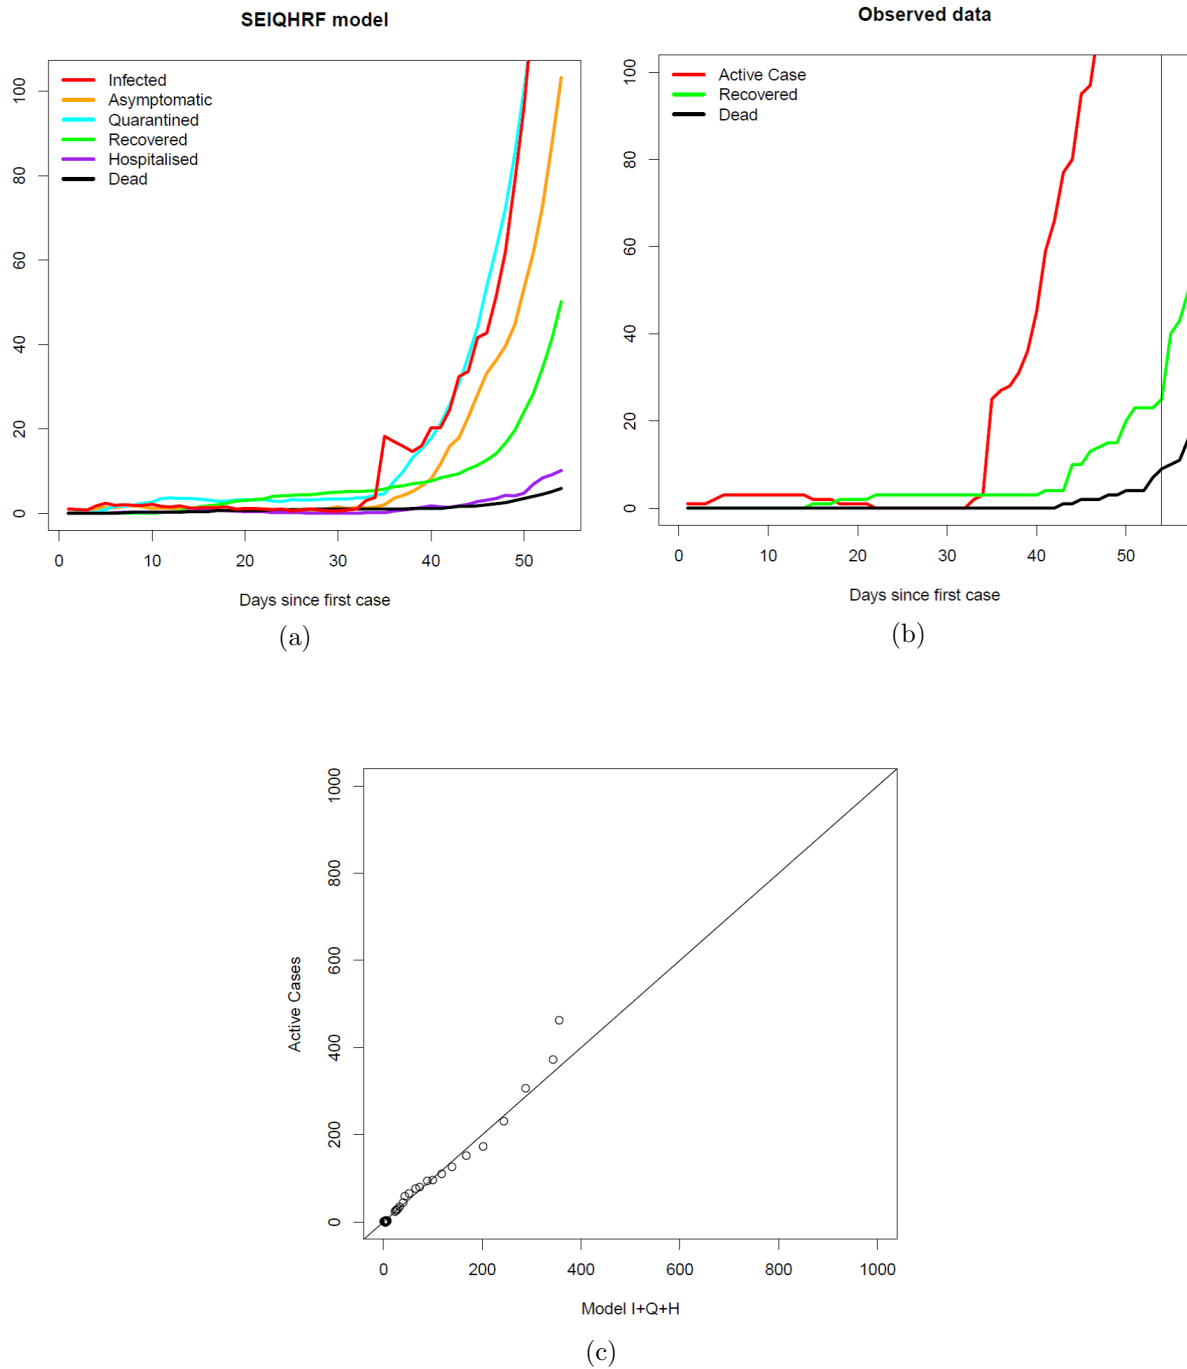 SEIQHRF model
Infected
Asymptomatic
Quarantined
Recovered
Hospitalised
Dead
100
80
60
40
20
0
0 10 20 30 40 50
Days since first case
(a)
Observed data
Active Case
Recovered
Dead
100
80
60
40
20
0
0 10 20 30 40 50
Days since first case
(b)
Active Cases
1000
800
600
400
200
0
0 200 400 600 800 1000
Model I+Q+H
(c)